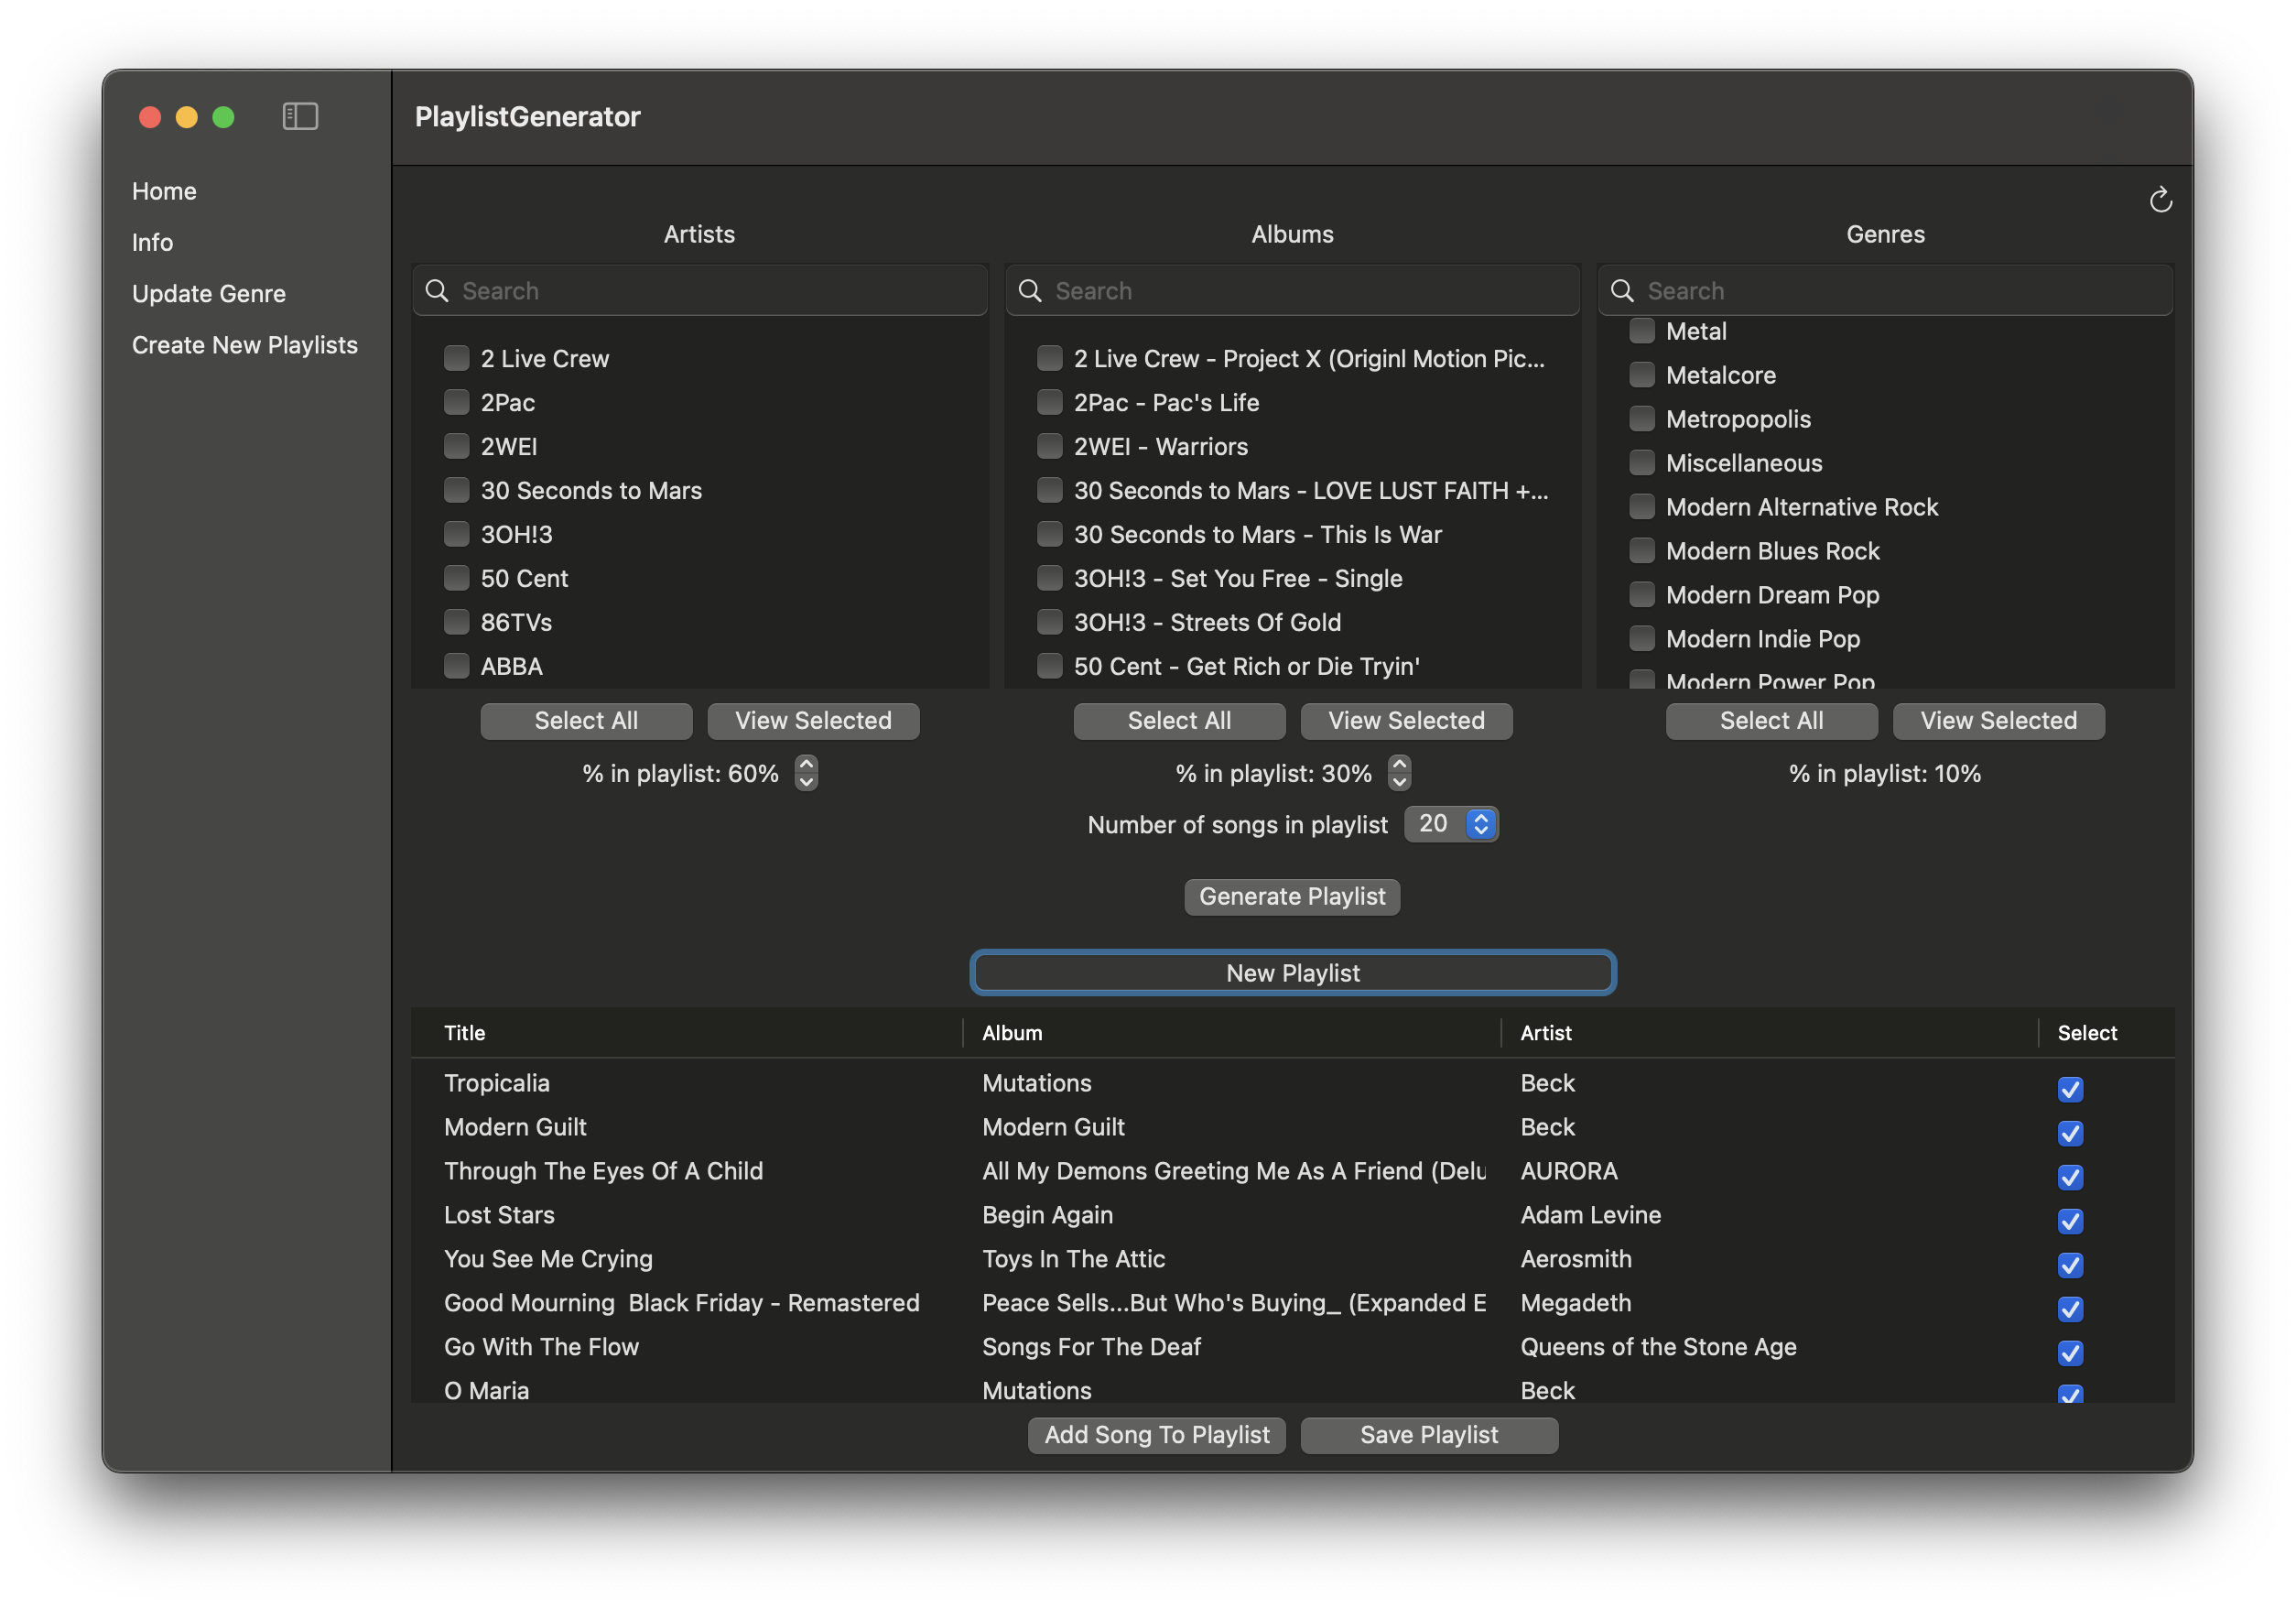 PlaylistGenerator
Home
Info
Update Genre
Create New Playlists
Artists
Search
2 Live Crew
2Pac
2WEI
30 Seconds to Mars
3OH!3
50 Cent
86TVs
ABBA
Select All
View Selected
% in playlist: 60%
Albums
Search
2 Live Crew - Project X (Originl Motion Pic...
2Pac - Pac's Life
2WEI - Warriors
30 Seconds to Mars - LOVE LUST FAITH +...
30 Seconds to Mars - This Is War
3OH!3 - Set You Free - Single
3OH!3 - Streets Of Gold
50 Cent - Get Rich or Die Tryin'
Select All
View Selected
% in playlist: 30%
Genres
Search
Metal
Metalcore
Metropopolis
Miscellaneous
Modern Alternative Rock
Modern Blues Rock
Modern Dream Pop
Modern Indie Pop
Modern Power Pop
Select All
View Selected
% in playlist: 10%
Number of songs in playlist 20
Generate Playlist
New Playlist
Title Album Artist Select
Tropicalia Mutations Beck
Modern Guilt Modern Guilt Beck
Through The Eyes Of A Child All My Demons Greeting Me As A Friend (Delu AURORA
Lost Stars Begin Again Adam Levine
You See Me Crying Toys In The Attic Aerosmith
Good Mourning  Black Friday - Remastered Peace Sells...But Who's Buying_ (Expanded E Megadeth
Go With The Flow Songs For The Deaf Queens of the Stone Age
O Maria Mutations Beck
Add Song To Playlist
Save Playlist